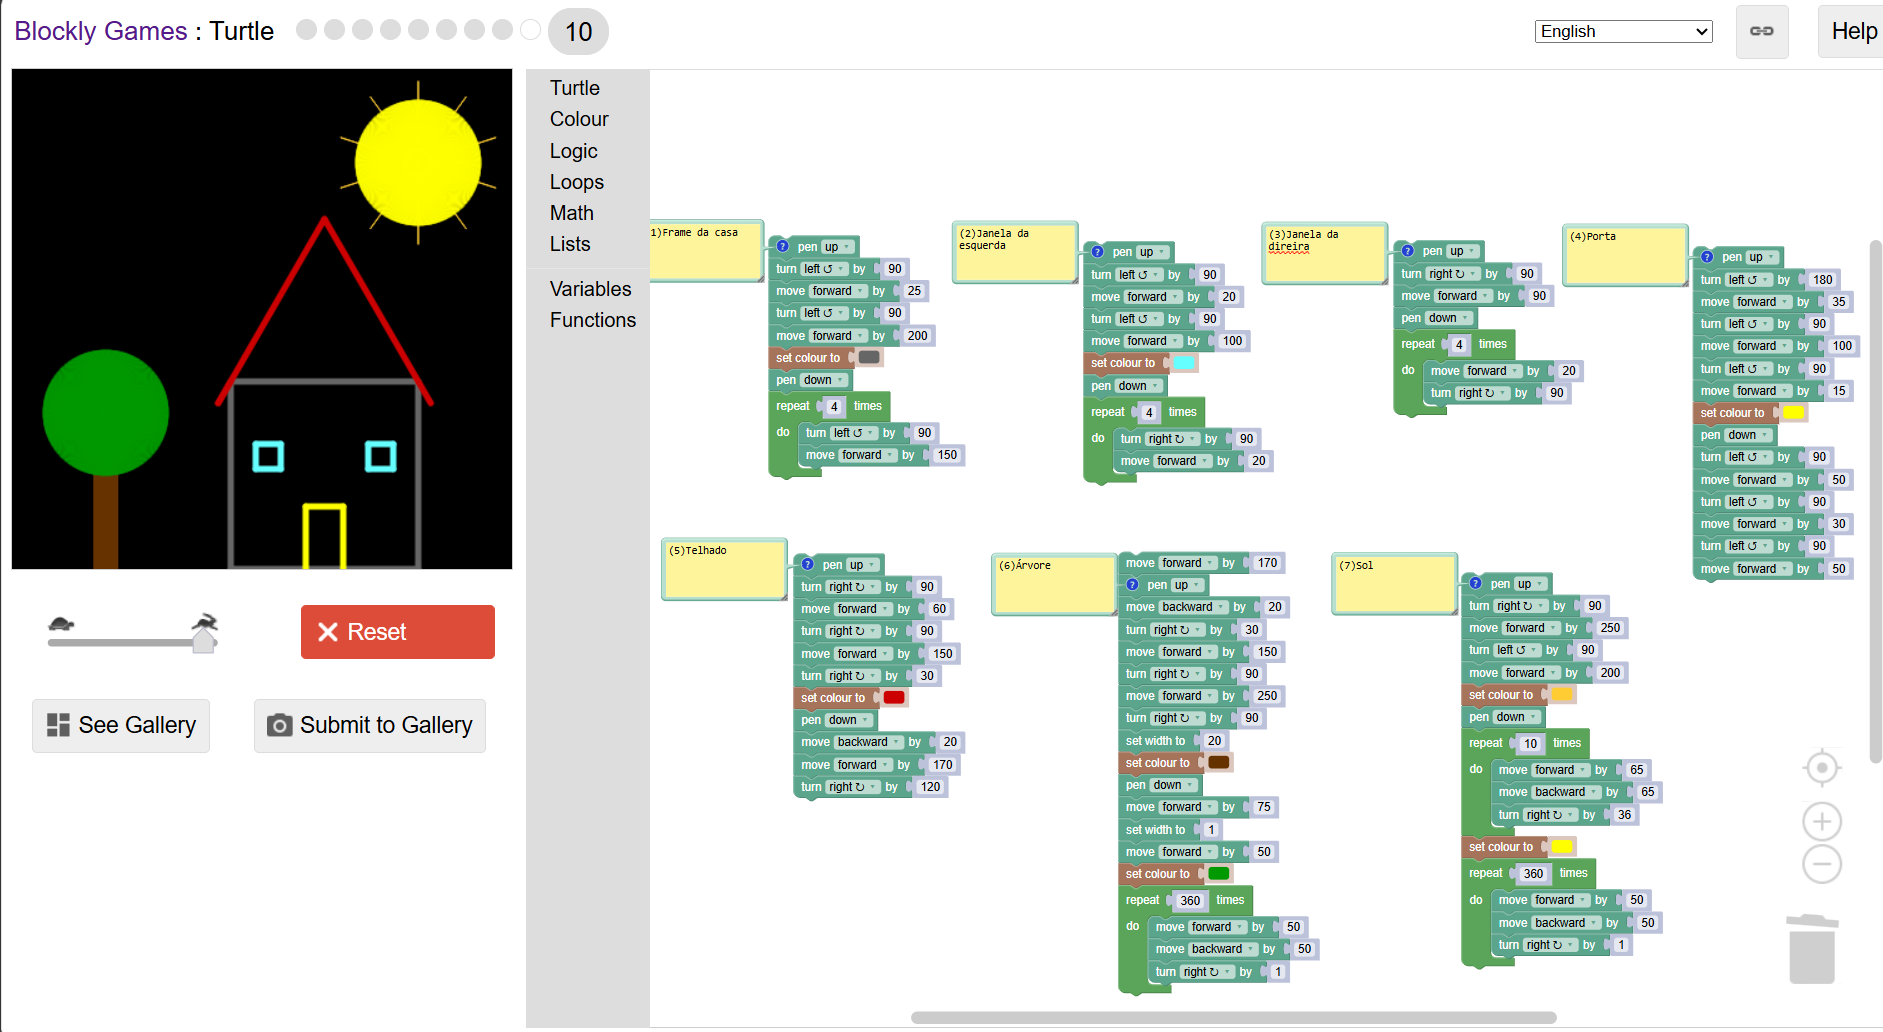 Blockly Games : Turtle
10
English
Help
Turtle
Colour
Logic
Loops
Math
Lists
Variables
Functions
Reset
See Gallery
Submit to Gallery
1)Frame da casa
pen up
turn left ↺ by 90
move forward by 25
turn left ↺ by 90
move forward by 200
set colour to
pen down
repeat 4 times
do turn left ↺ by 90
move forward by 150
(2)Janela da
esquerda
pen up
turn left ↺ by 90
move forward by 20
turn left ↺ by 90
move forward by 100
set colour to
pen down
repeat 4 times
do turn right ↻ by 90
move forward by 20
(3)Janela da
direira
pen up
turn right ↻ by 90
move forward by 90
pen down
repeat 4 times
do move forward by 20
turn right ↻ by 90
(4)Porta
pen up
turn left ↺ by 180
move forward by 35
turn left ↺ by 90
move forward by 100
turn left ↺ by 90
move forward by 15
set colour to
pen down
turn left ↺ by 90
move forward by 50
turn left ↺ by 90
move forward by 30
turn left ↺ by 90
move forward by 50
(5)Telhado
pen up
turn right ↻ by 90
move forward by 60
turn right ↻ by 90
move forward by 150
turn right ↻ by 30
set colour to
pen down
move backward by 20
move forward by 170
turn right ↻ by 120
(6)Árvore
move forward by 170
pen up
move backward by 20
turn right ↻ by 30
move forward by 150
turn right ↻ by 90
move forward by 250
turn right ↻ by 90
set width to 20
set colour to
pen down
move forward by 75
set width to 1
move forward by 50
set colour to
repeat 360 times
do move forward by 50
move backward by 50
turn right ↻ by 1
(7)Sol
pen up
turn right ↻ by 90
move forward by 250
turn left ↺ by 90
move forward by 200
set colour to
pen down
repeat 10 times
do move forward by 65
move backward by 65
turn right ↻ by 36
set colour to
repeat 360 times
do move forward by 50
move backward by 50
turn right ↻ by 1